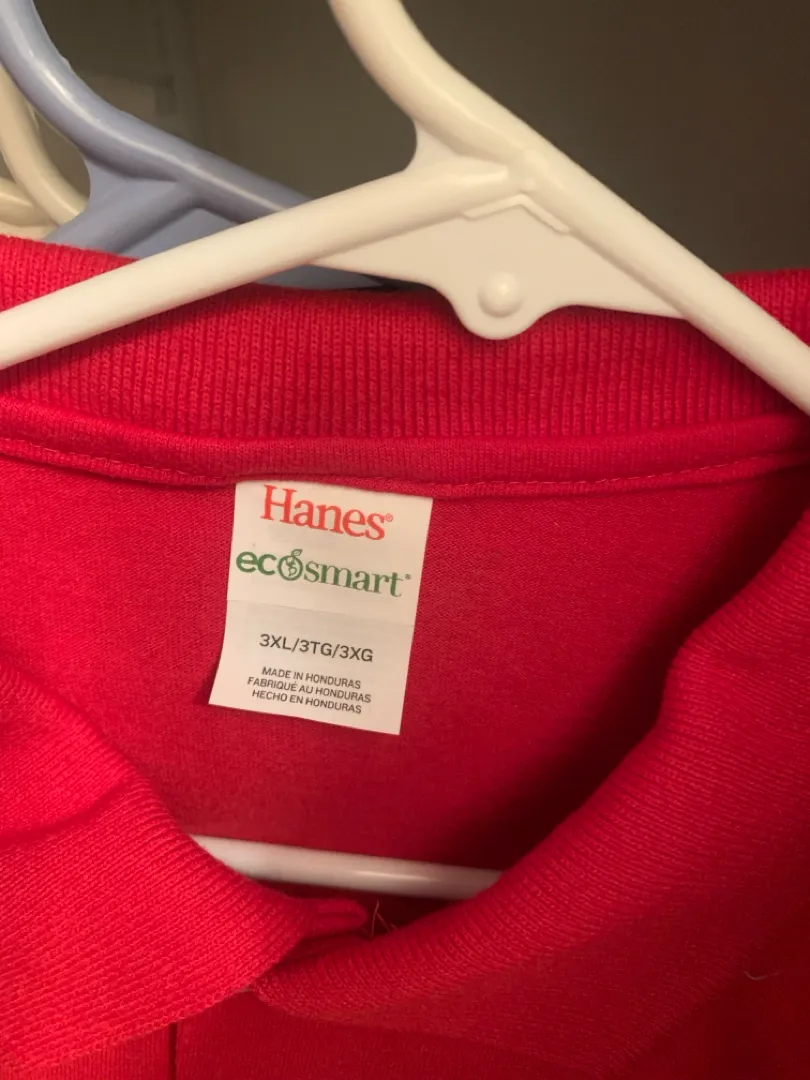 Hanes®
ecosmart®
3XL/3TG/3XG
MADE IN HONDURAS
FABRIQUÉ AU HONDURAS
HECHO EN HONDURAS